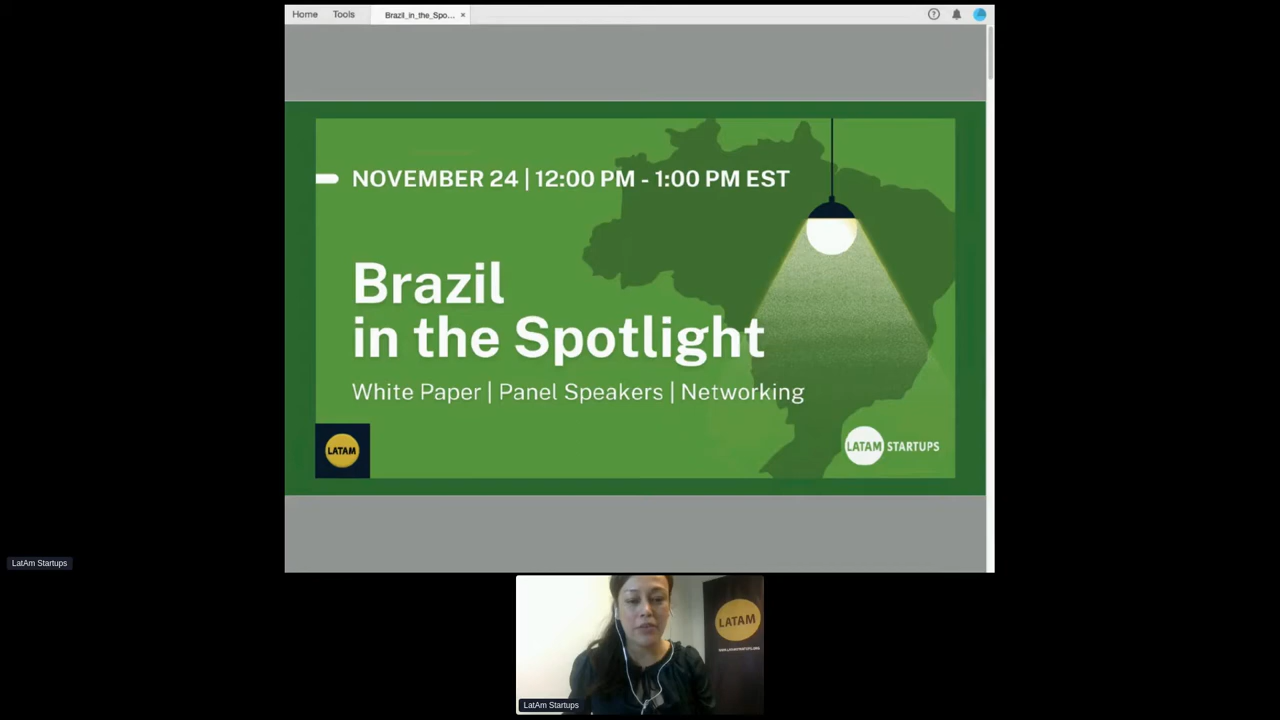 Home Tools Brazil_in_the_Spo... ×
NOVEMBER 24 | 12:00 PM - 1:00 PM EST
Brazil
in the Spotlight
White Paper | Panel Speakers | Networking
LATAM
LATAM STARTUPS
LatAm Startups
LATAM
LatAm Startups